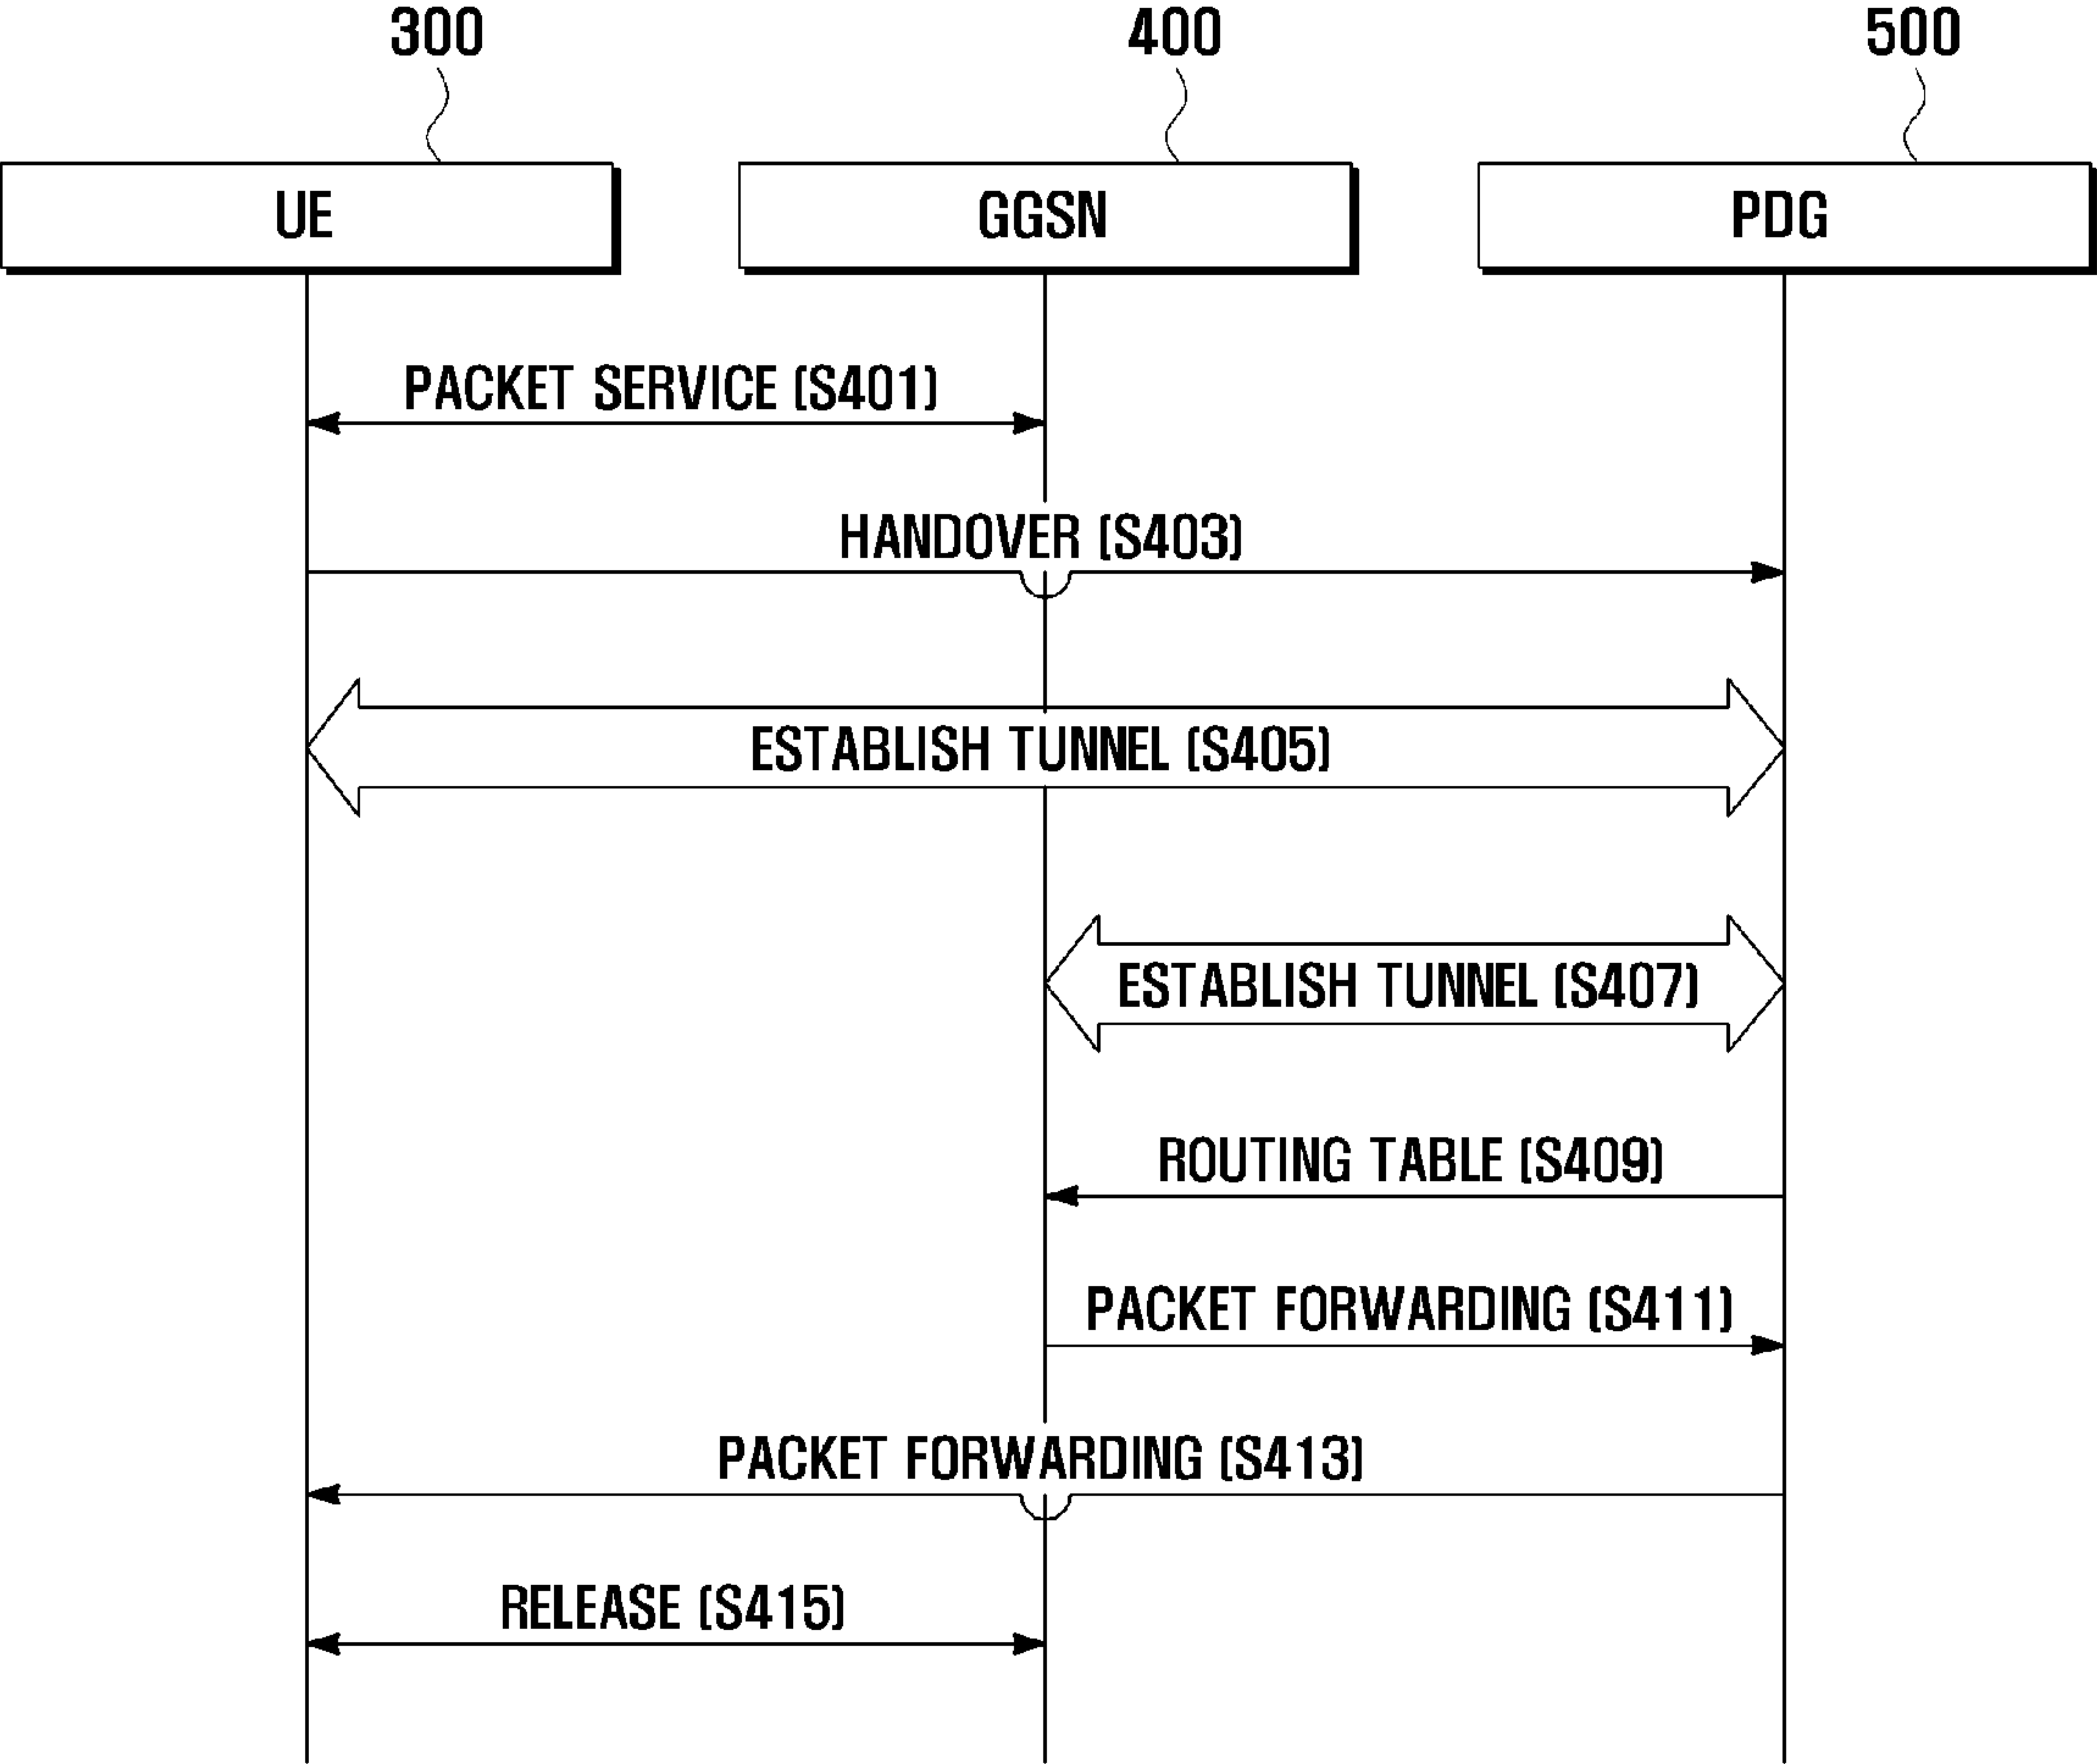 300
400
500
UE
GGSN
PDG
PACKET SERVICE (S401)
HANDOVER (S403)
ESTABLISH TUNNEL (S405)
ESTABLISH TUNNEL (S407)
ROUTING TABLE (S409)
PACKET FORWARDING (S411)
PACKET FORWARDING (S413)
RELEASE (S415)